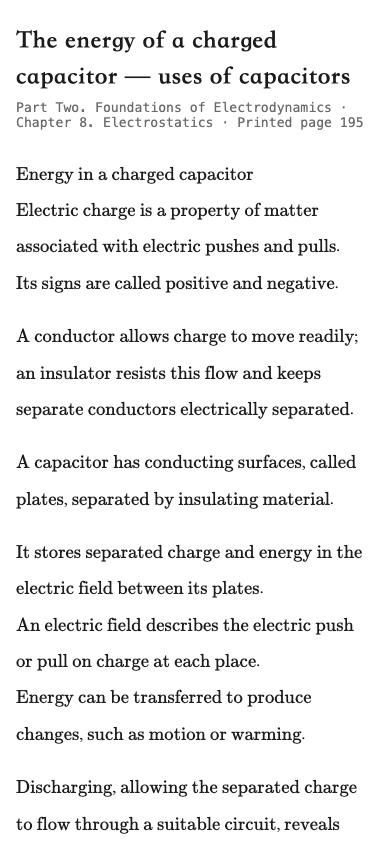 The energy of a charged
capacitor — uses of capacitors
Part Two. Foundations of Electrodynamics ·
Chapter 8. Electrostatics · Printed page 195
Energy in a charged capacitor
Electric charge is a property of matter
associated with electric pushes and pulls.
Its signs are called positive and negative.
A conductor allows charge to move readily;
an insulator resists this flow and keeps
separate conductors electrically separated.
A capacitor has conducting surfaces, called
plates, separated by insulating material.
It stores separated charge and energy in the
electric field between its plates.
An electric field describes the electric push
or pull on charge at each place.
Energy can be transferred to produce
changes, such as motion or warming.
Discharging, allowing the separated charge
to flow through a suitable circuit, reveals